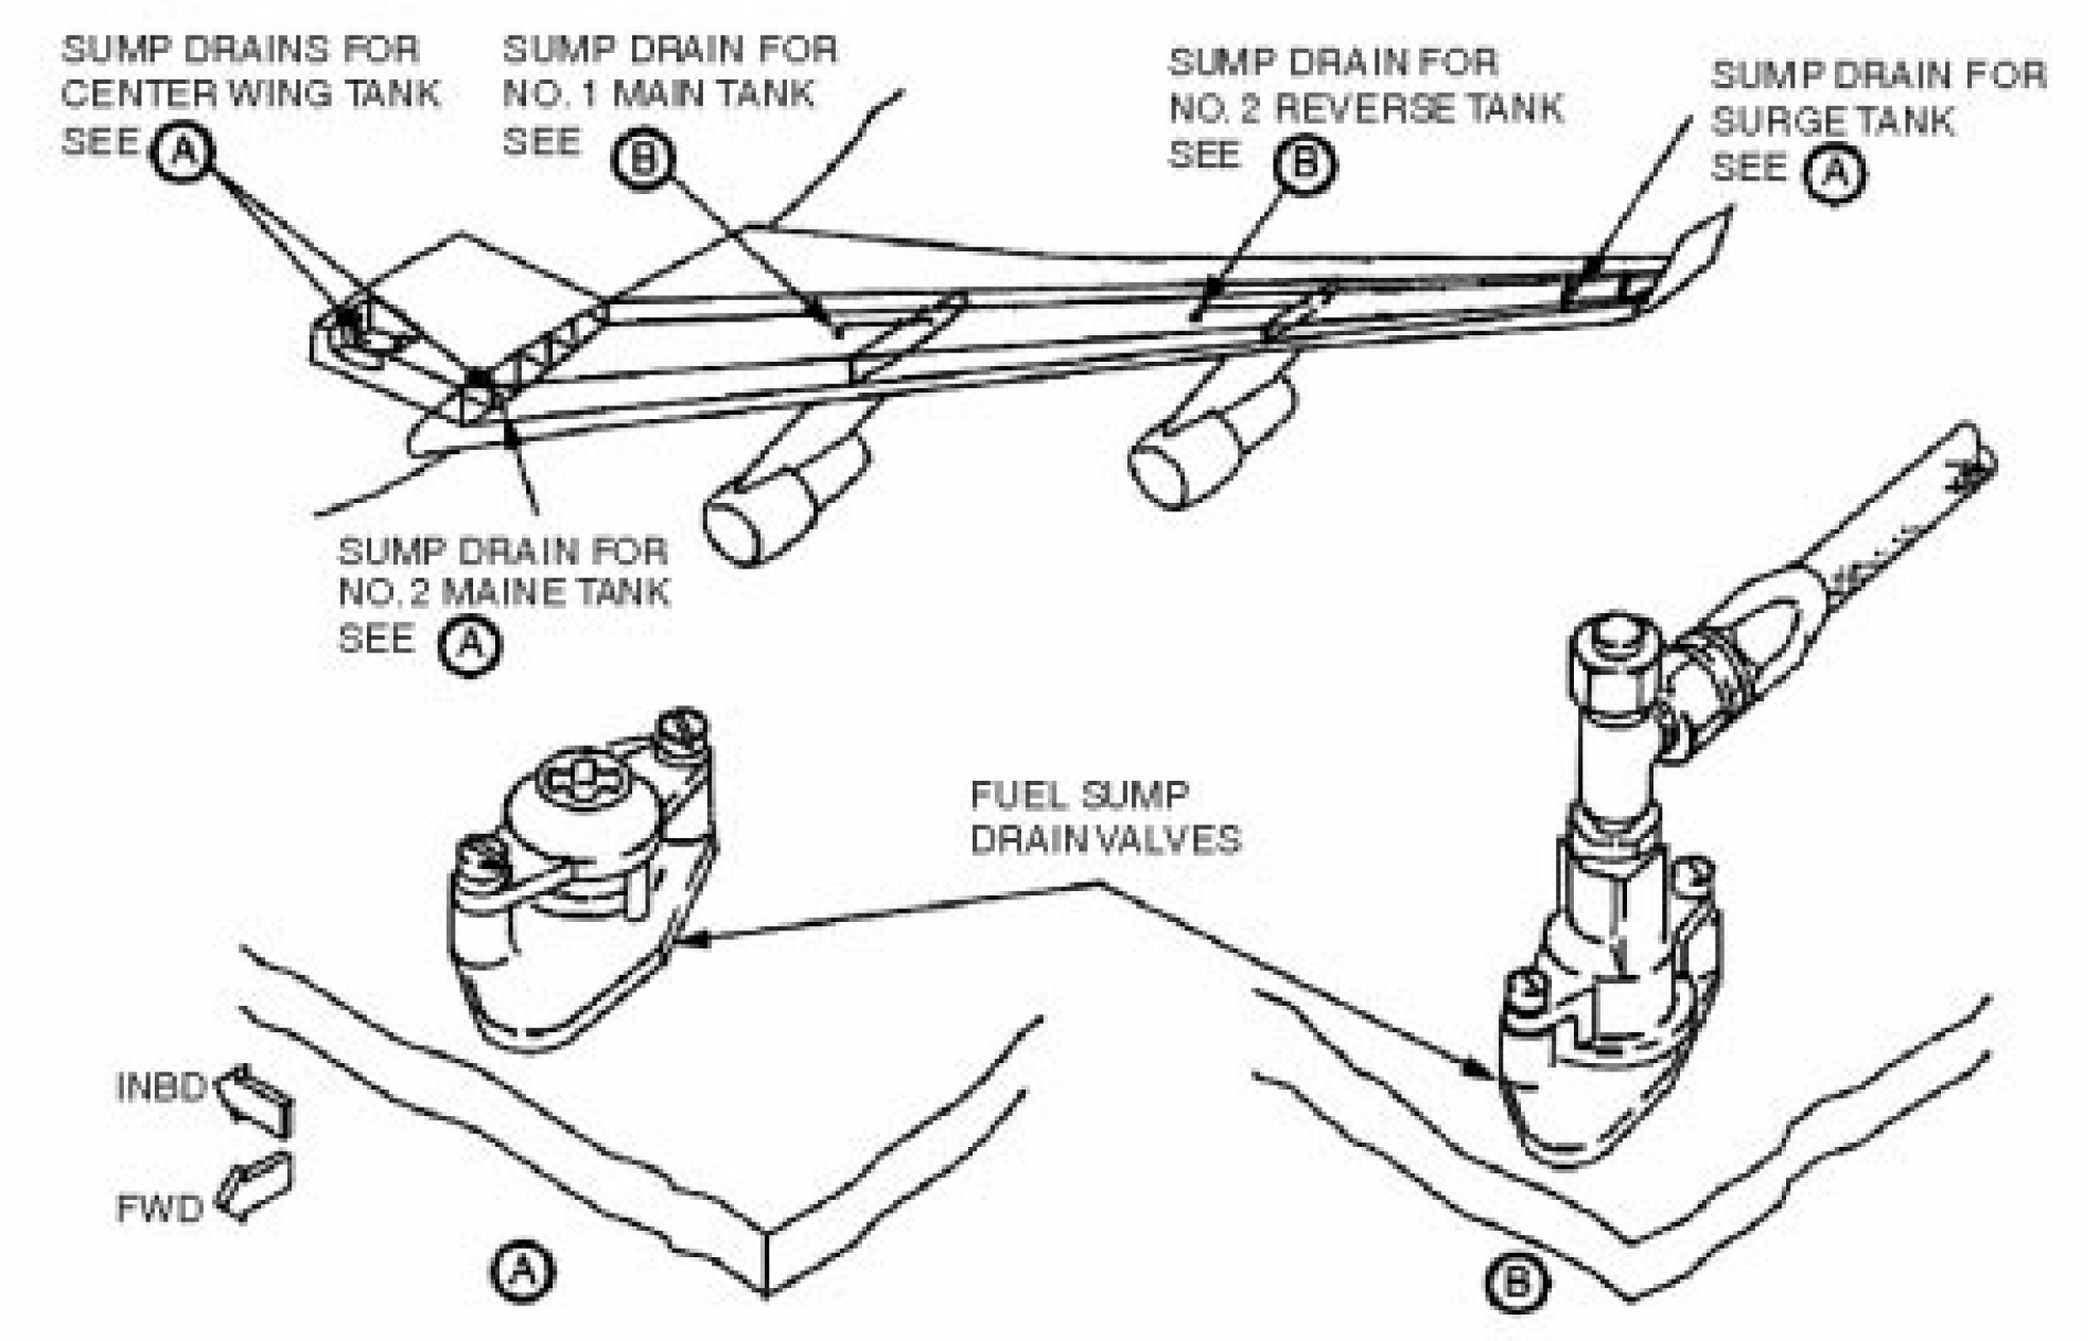 SUMP DRAINS FOR
CENTER WING TANK
SEE A
SUMP DRAIN FOR
NO. 1 MAIN TANK
SEE B
SUMP DRAIN FOR
NO. 2 REVERSE TANK
SEE B
SUMP DRAIN FOR
SURGE TANK
SEE A
SUMP DRAIN FOR
NO. 2 MAINE TANK
SEE A
FUEL SUMP
DRAIN VALVES
INBD
FWD
A
B